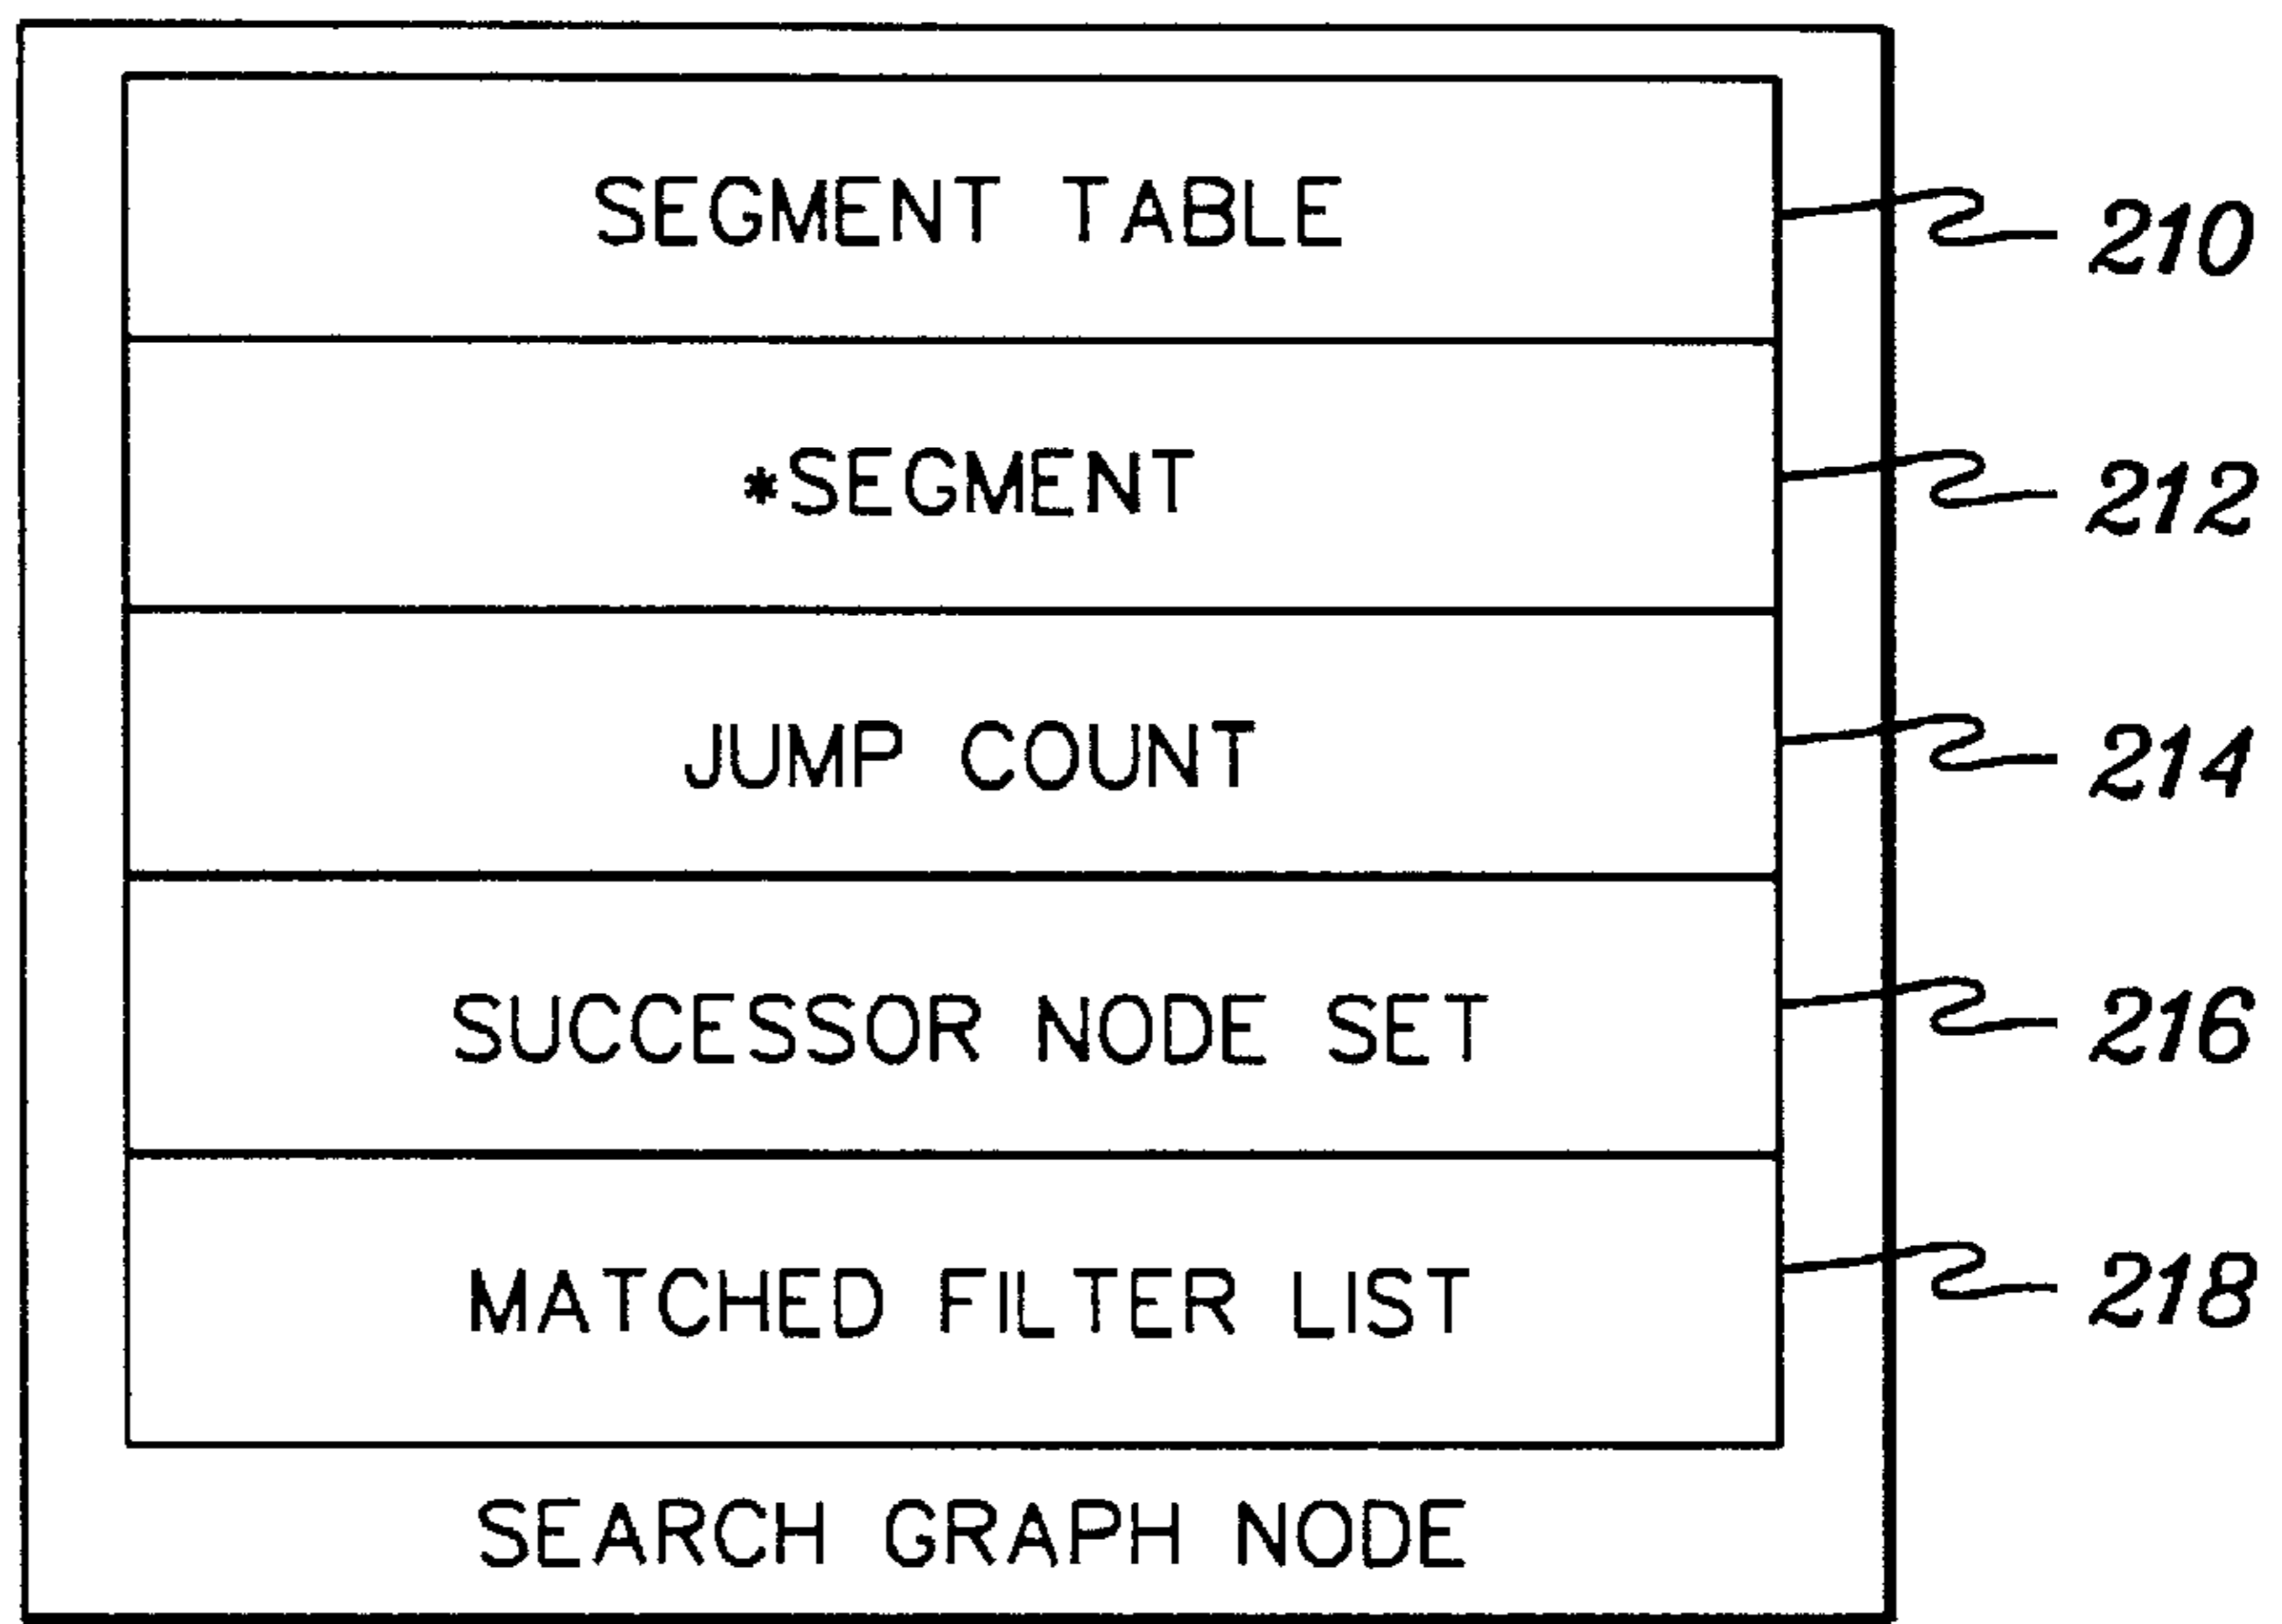 SEGMENT TABLE 210
*SEGMENT 212
JUMP COUNT 214
SUCCESSOR NODE SET 216
MATCHED FILTER LIST 218
SEARCH GRAPH NODE